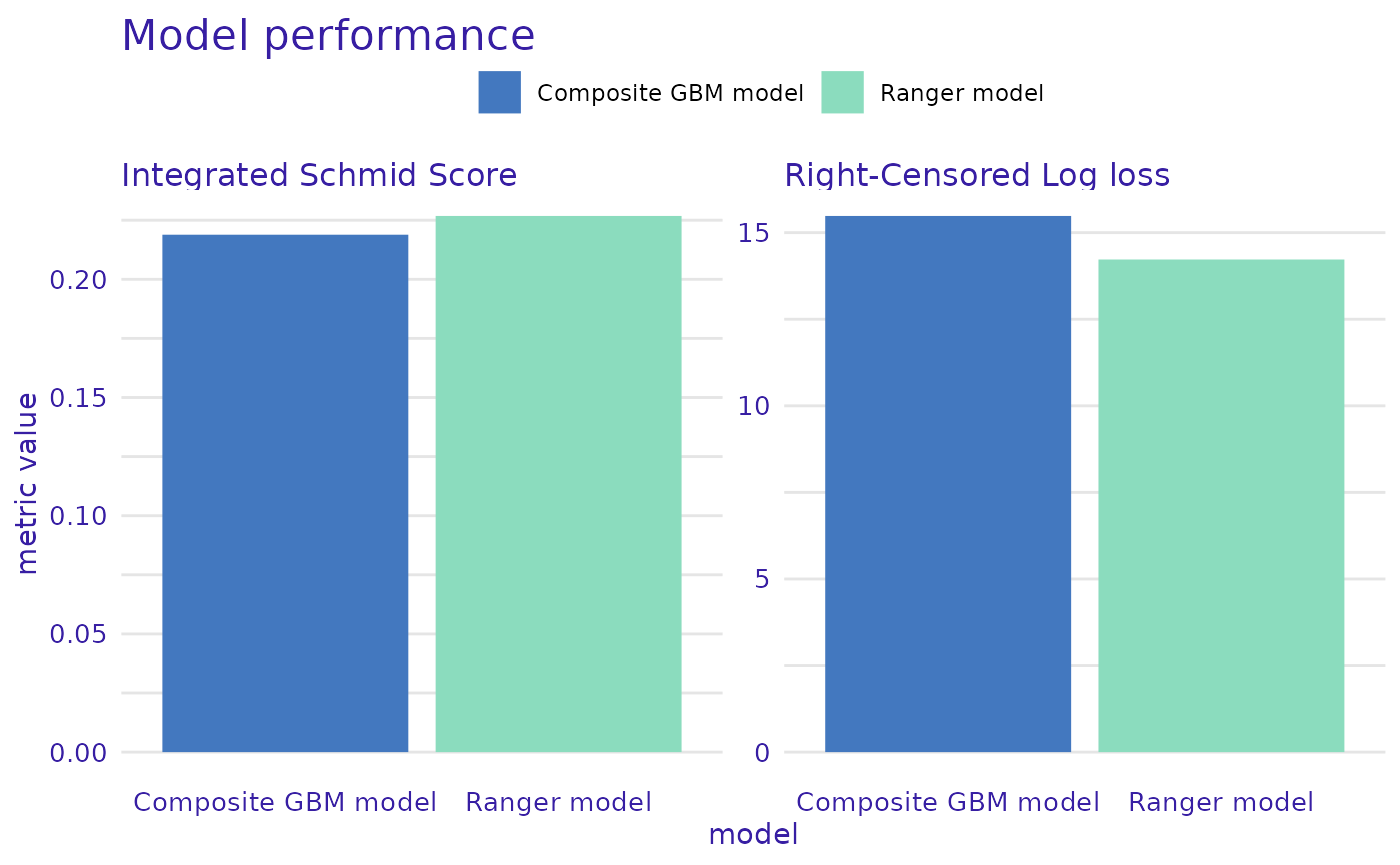 Model performance
Composite GBM model
Ranger model
Integrated Schmid Score
Right-Censored Log loss
metric value
0.20
0.15
0.10
0.05
0.00
15
10
5
0
Composite GBM model
Ranger model
Composite GBM model
Ranger model
model